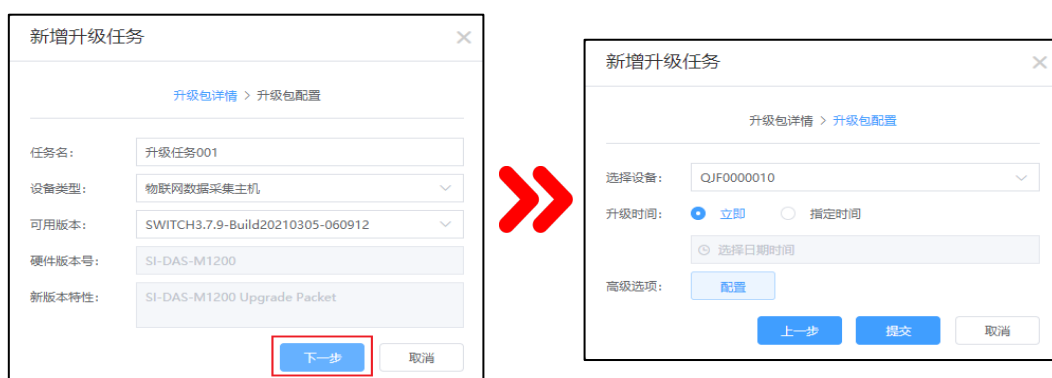 新增升级任务
升级包详情 > 升级包配置
任务名：
升级任务001
设备类型：
物联网数据采集主机
可用版本：
SWITCH3.7.9-Build20210305-060912
硬件版本号：
SI-DAS-M1200
新版本特性：
SI-DAS-M1200 Upgrade Packet
下一步
取消
新增升级任务
升级包详情 > 升级包配置
选择设备：
QJF0000010
升级时间：
立即
指定时间
选择日期时间
高级选项：
配置
上一步
提交
取消